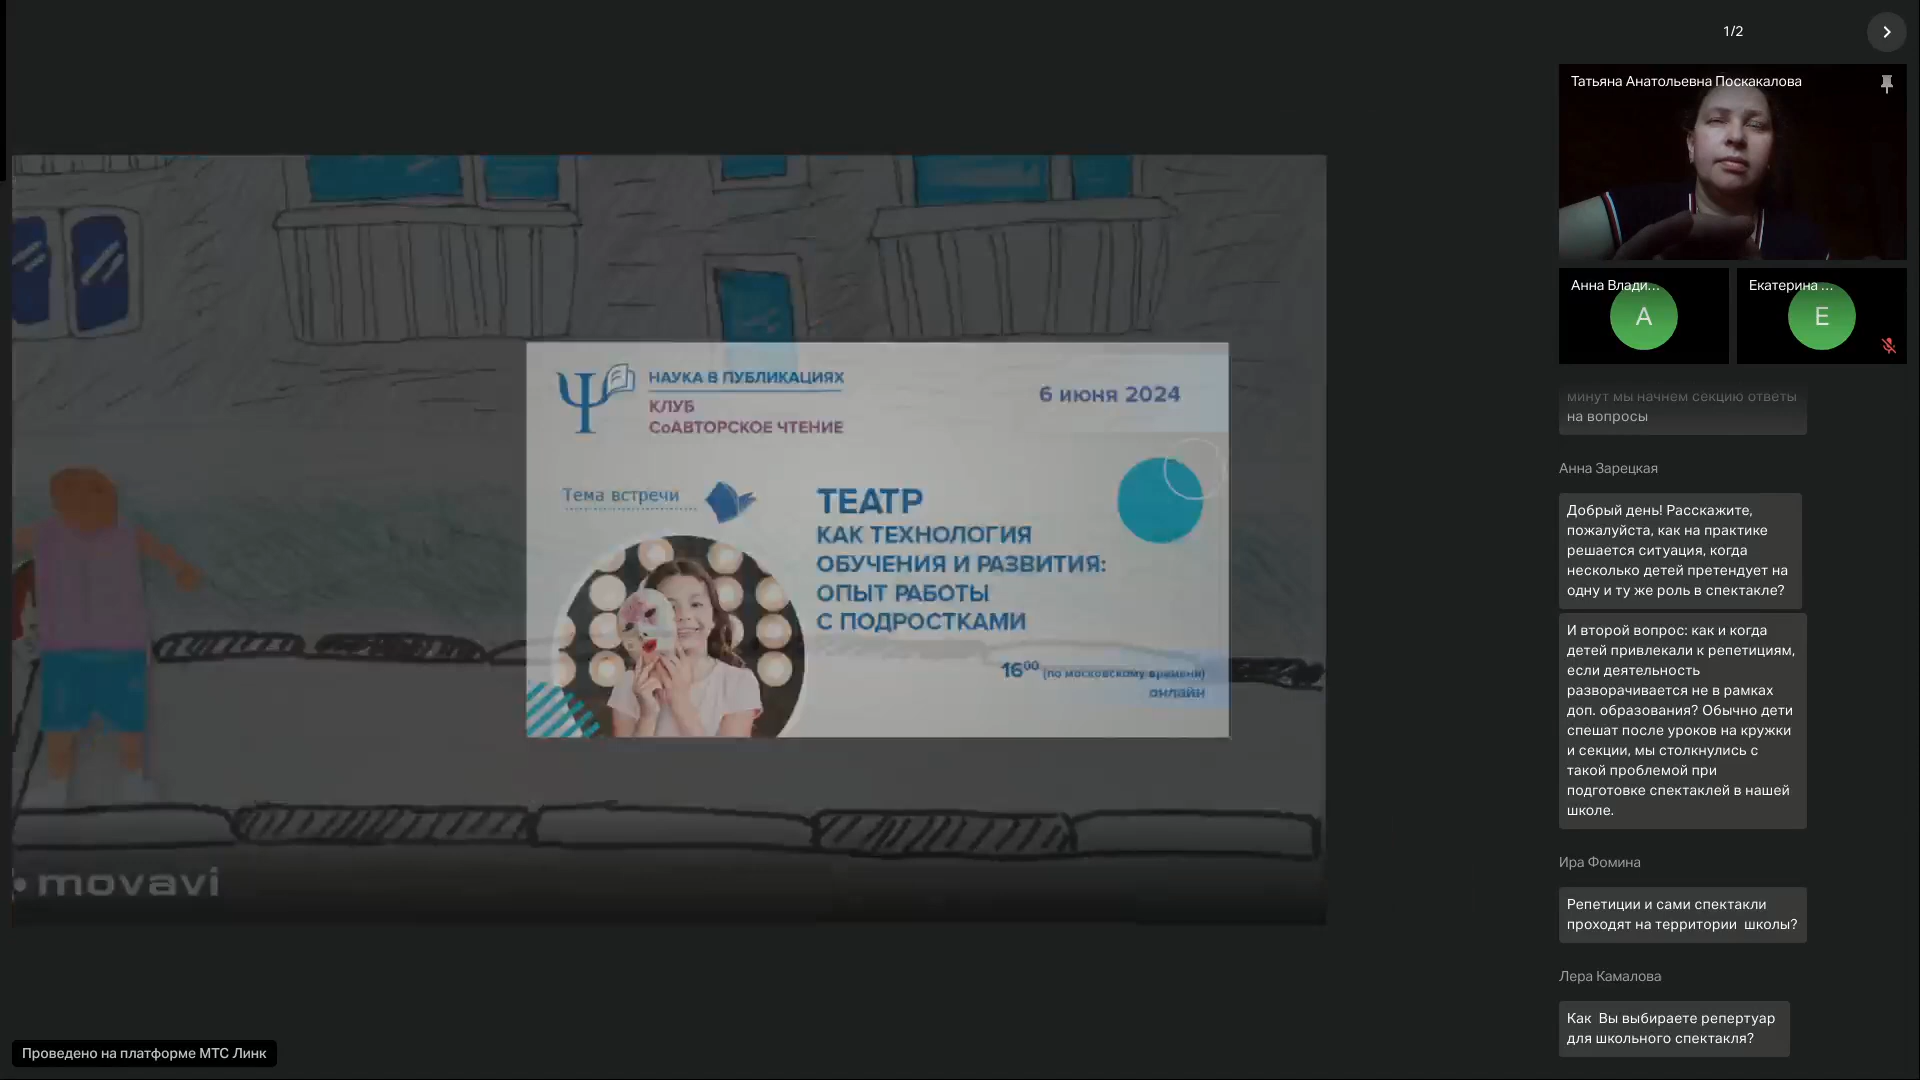 1/2
Татьяна Анатольевна Поскакалова
Анна Влади...
Екатерина ...
А
Е
НАУКА В ПУБЛИКАЦИЯХ
КЛУБ
СоАВТОРСКОЕ ЧТЕНИЕ
6 июня 2024
Тема встречи
ТЕАТР
КАК ТЕХНОЛОГИЯ
ОБУЧЕНИЯ И РАЗВИТИЯ:
ОПЫТ РАБОТЫ
С ПОДРОСТКАМИ
16⁰⁰ (по московскому времени)
онлайн
movavi
Проведено на платформе МТС Линк
минут мы начнем секцию ответы
на вопросы
Анна Зарецкая
Добрый день! Расскажите,
пожалуйста, как на практике
решается ситуация, когда
несколько детей претендует на
одну и ту же роль в спектакле?
И второй вопрос: как и когда
детей привлекали к репетициям,
если деятельность
разворачивается не в рамках
доп. образования? Обычно дети
спешат после уроков на кружки
и секции, мы столкнулись с
такой проблемой при
подготовке спектаклей в нашей
школе.
Ира Фомина
Репетиции и сами спектакли
проходят на территории  школы?
Лера Камалова
Как  Вы выбираете репертуар
для школьного спектакля?